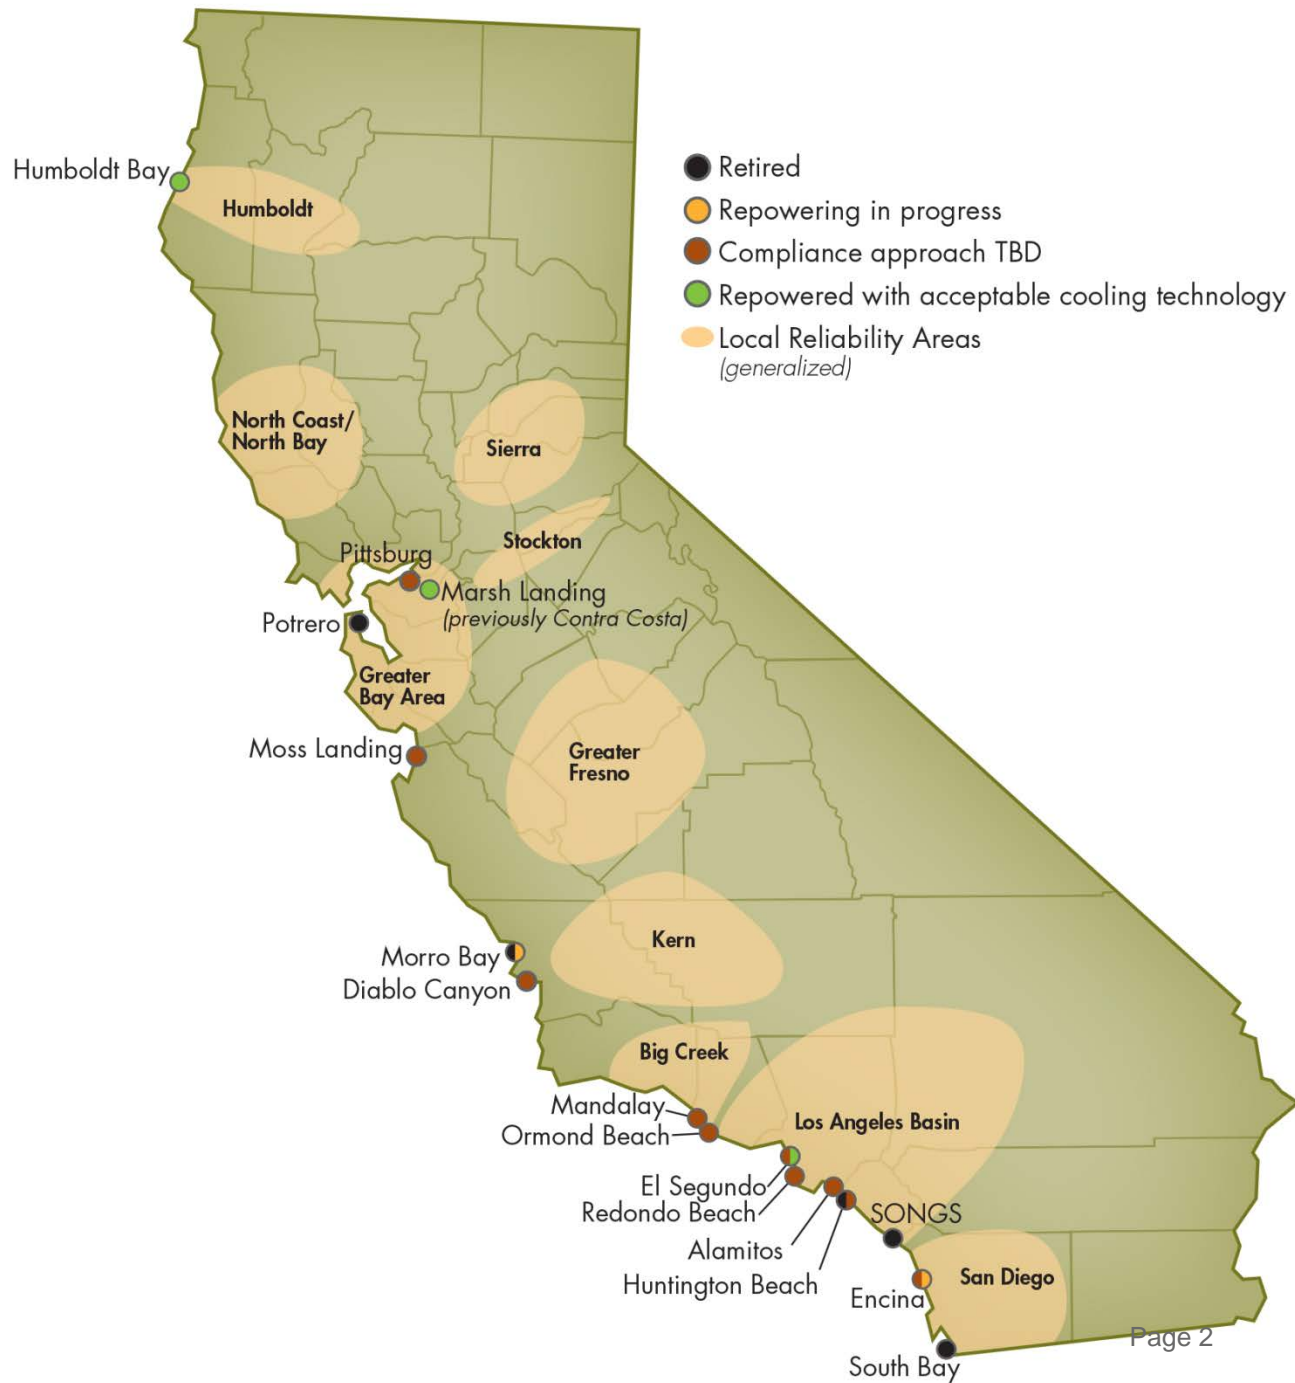 Humboldt Bay
Humboldt
Retired
Repowering in progress
Compliance approach TBD
Repowered with acceptable cooling technology
Local Reliability Areas
(generalized)
North Coast/
North Bay
Sierra
Stockton
Pittsburg
Marsh Landing
(previously Contra Costa)
Potrero
Greater
Bay Area
Moss Landing
Greater
Fresno
Kern
Morro Bay
Diablo Canyon
Big Creek
Mandalay
Ormond Beach
Los Angeles Basin
El Segundo
Redondo Beach
SONGS
Alamitos
Huntington Beach
San Diego
Encina
Page 2
South Bay